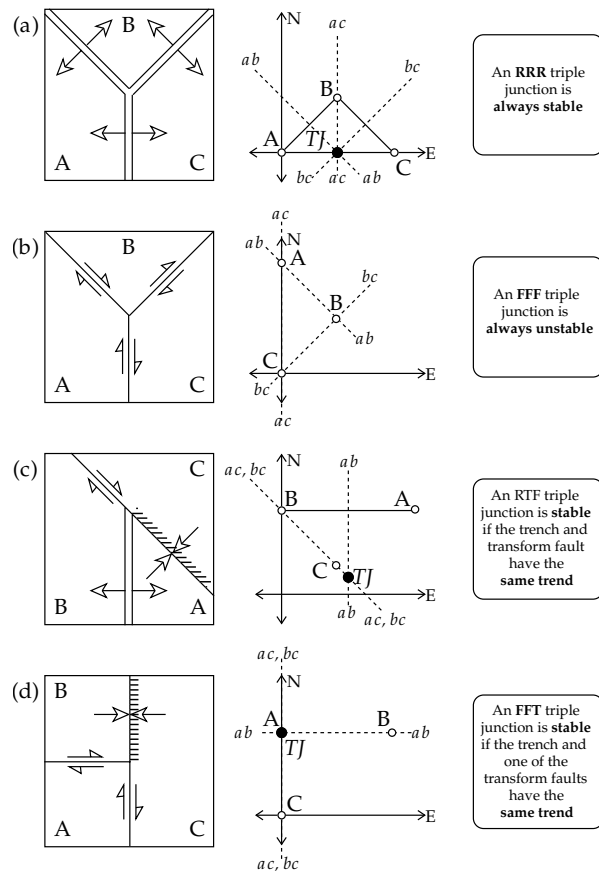 (a)
B
A
C
N
ac
ab
bc
B
A
TJ
E
C
bc
ac
ab
An RRR triple
junction is
always stable
(b)
B
A
C
ac
N
ab
A
bc
B
ab
C
E
bc
ac
An FFF triple
junction is
always unstable
(c)
C
B
A
ac, bc
N
ab
B
A
C
TJ
E
ab
ac, bc
An RTF triple
junction is stable
if the trench and
transform fault
have the
same trend
(d)
B
A
C
ac, bc
N
A
B
ab
ab
TJ
C
E
ac, bc
An FFT triple
junction is stable
if the trench and
one of the
transform faults
have the
same trend